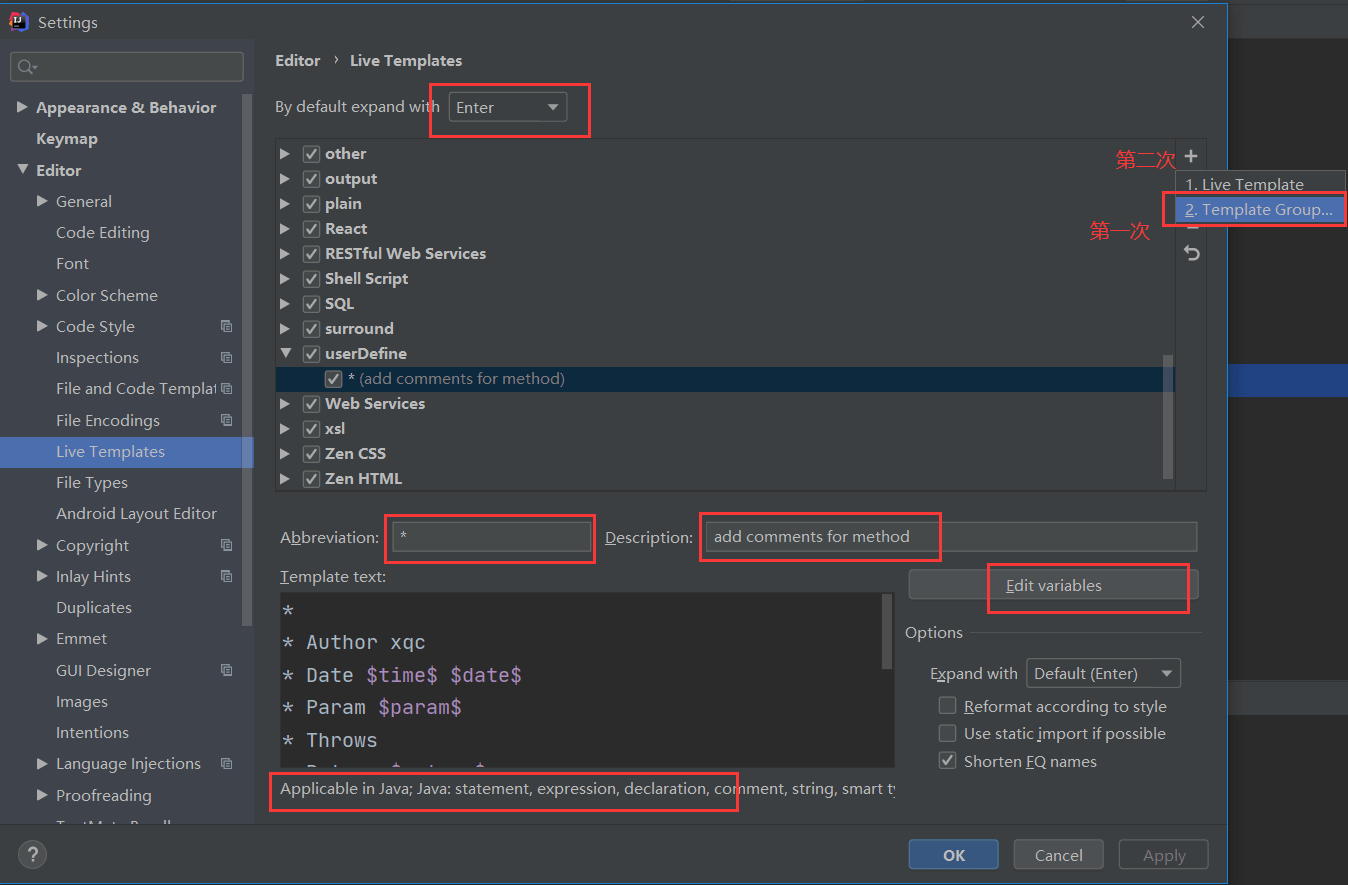 Settings
Appearance & Behavior
Keymap
Editor
General
Code Editing
Font
Color Scheme
Code Style
Inspections
File and Code Templat
File Encodings
Live Templates
File Types
Android Layout Editor
Copyright
Inlay Hints
Duplicates
Emmet
GUI Designer
Images
Intentions
Language Injections
Proofreading
Editor › Live Templates
By default expand with Enter
other
output
plain
React
RESTful Web Services
Shell Script
SQL
surround
userDefine
* (add comments for method)
Web Services
xsl
Zen CSS
Zen HTML
第二次
1. Live Template
2. Template Group...
第一次
Abbreviation: *
Description: add comments for method
Template text:
*
* Author xqc
* Date $time$ $date$
* Param $param$
* Throws
Applicable in Java; Java: statement, expression, declaration, comment, string, smart ty
Edit variables
Options
Expand with Default (Enter)
Reformat according to style
Use static import if possible
Shorten FQ names
?
OK
Cancel
Apply